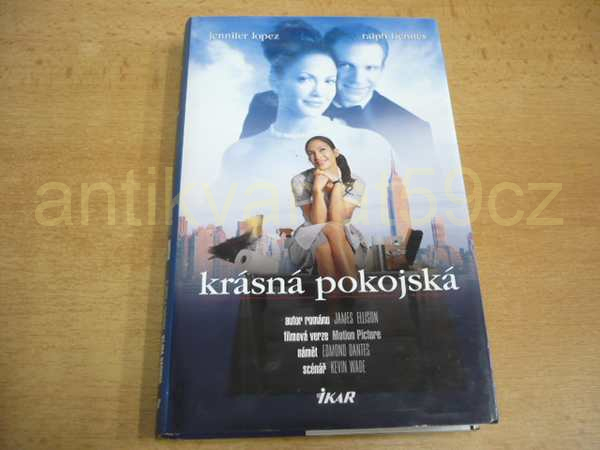 jennifer lopez ralph fiennes
antikvariat69cz
krásná pokojská
autor románu JAMES ELLISON
filmová verze Motion Picture
námět EDMOND DANTES
scénář KEVIN WADE
IKAR